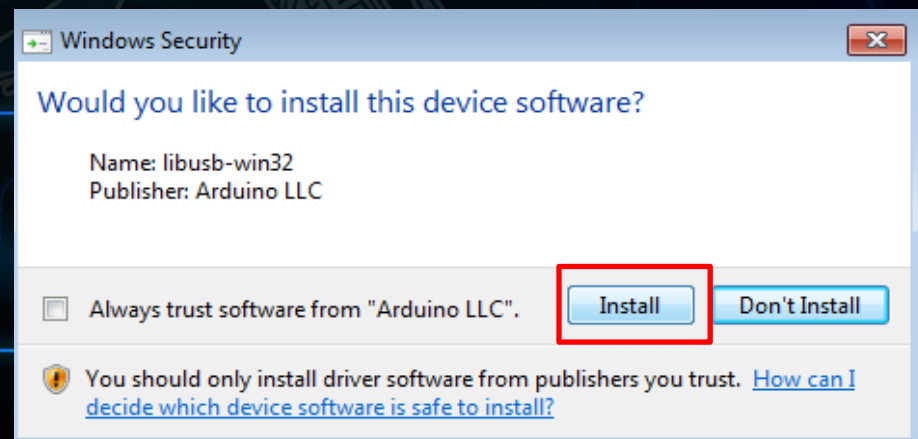 Windows Security
Would you like to install this device software?
Name: libusb-win32
Publisher: Arduino LLC
Always trust software from "Arduino LLC".
Install
Don't Install
You should only install driver software from publishers you trust. How can I
decide which device software is safe to install?